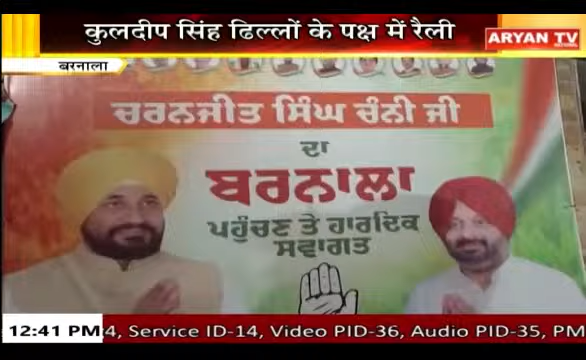 कुलदीप सिंह ढिल्लों के पक्ष में रैली
ARYAN TV
बरनाला
ਚਰਨਜੀਤ ਸਿੰਘ ਚੰਨੀ ਜੀ
ਦਾ
ਬਰਨਾਲਾ
ਪਹੁੰਚਣ ਤੇ ਹਾਰਦਿਕ
ਸਵਾਗਤ
12:41 PM 4, Service ID-14, Video PID-36, Audio PID-35, PM